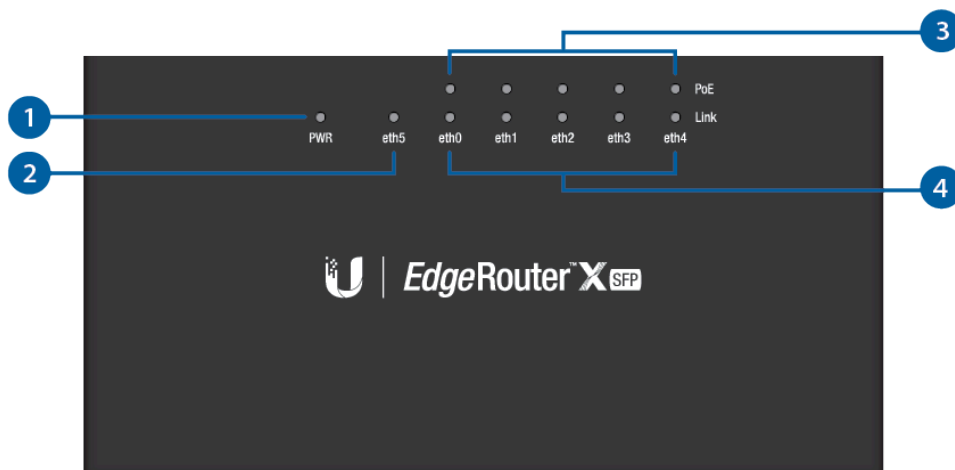 3
PoE
1
Link
PWR eth5 eth0 eth1 eth2 eth3 eth4
2
4
U EdgeRouter™ X SFP